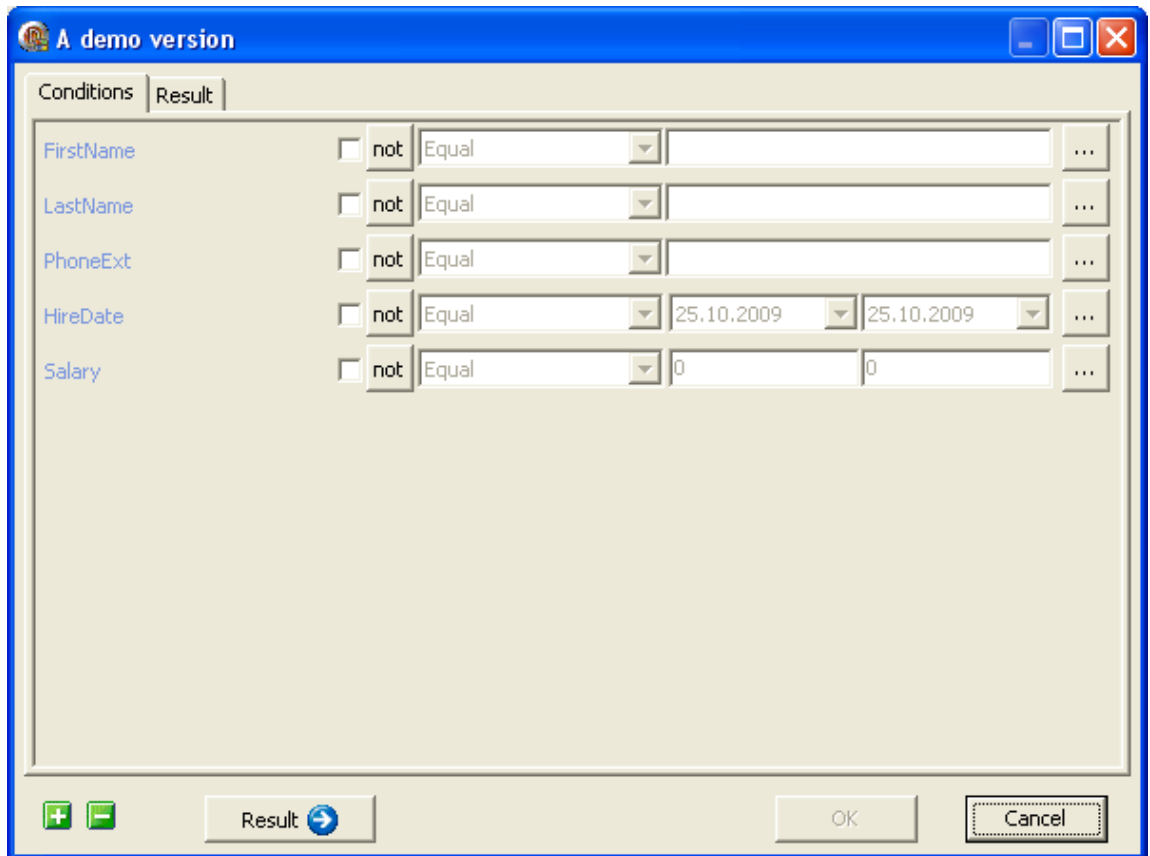 A demo version
Conditions Result
FirstName not Equal ...
LastName not Equal ...
PhoneExt not Equal ...
HireDate not Equal 25.10.2009 25.10.2009 ...
Salary not Equal 0 0 ...
Result OK Cancel